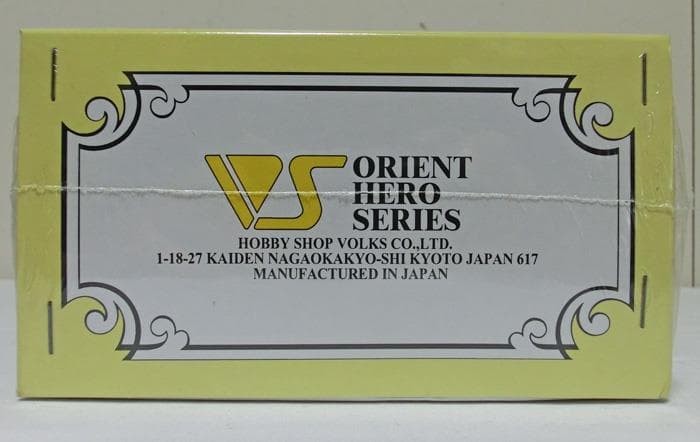 VS
ORIENT
HERO
SERIES
HOBBY SHOP VOLKS CO.,LTD.
1-18-27 KAIDEN NAGAOKAKYO-SHI KYOTO JAPAN 617
MANUFACTURED IN JAPAN